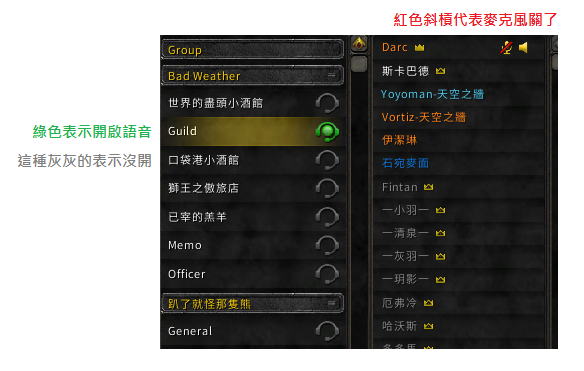 紅色斜槓代表麥克風關了
Group
Bad Weather
世界的盡頭小酒館
綠色表示開啟語音
Guild
這種灰灰的表示沒開
口袋港小酒館
獅王之傲旅店
已宰的羔羊
Memo
Officer
趴了就怪那隻熊
General
Darc
斯卡巴德
Yoyoman-天空之牆
Vortiz-天空之牆
伊潔琳
石宛麥面
Fintan
一小羽一
一清泉一
一灰羽一
一玥影一
厄弗冷
哈沃斯